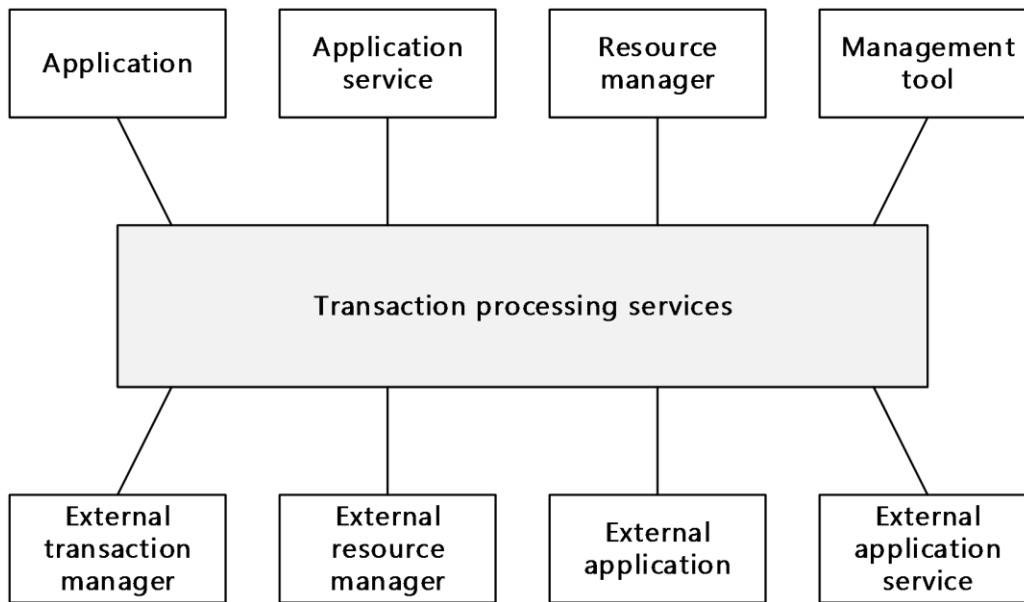 Application
Application
service
Resource
manager
Management
tool
Transaction processing services
External
transaction
manager
External
resource
manager
External
application
External
application
service